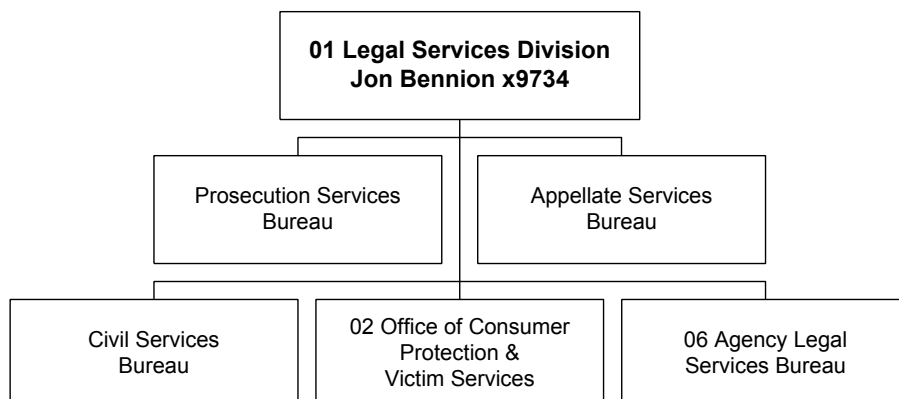 01 Legal Services Division
Jon Bennion x9734
Prosecution Services
Bureau
Appellate Services
Bureau
Civil Services
Bureau
02 Office of Consumer
Protection &
Victim Services
06 Agency Legal
Services Bureau